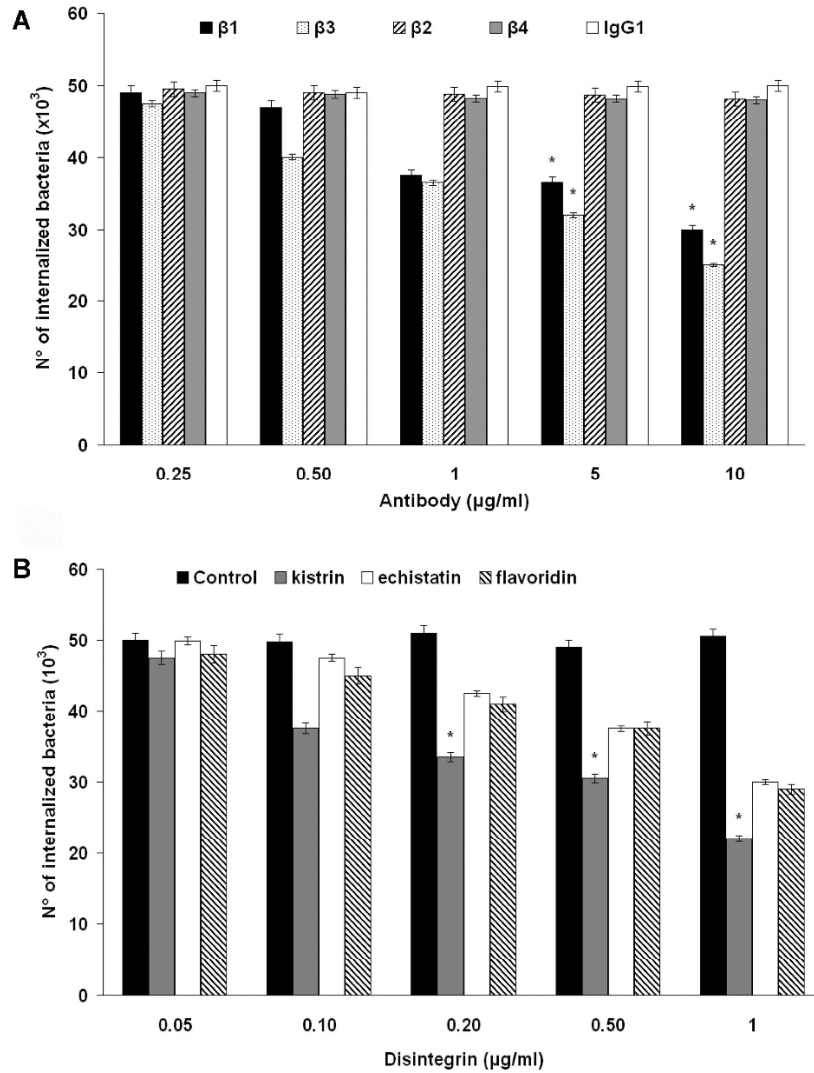 A
β1 β3 β2 β4 IgG1
N° of internalized bacteria (x10³)
60
50
40
30
20
10
0
* *
* *
0.25 0.50 1 5 10
Antibody (µg/ml)
B
Control kistrin echistatin flavoridin
N° of internalized bacteria (10³)
60
50
40
30
20
10
0
*
*
*
0.05 0.10 0.20 0.50 1
Disintegrin (µg/ml)